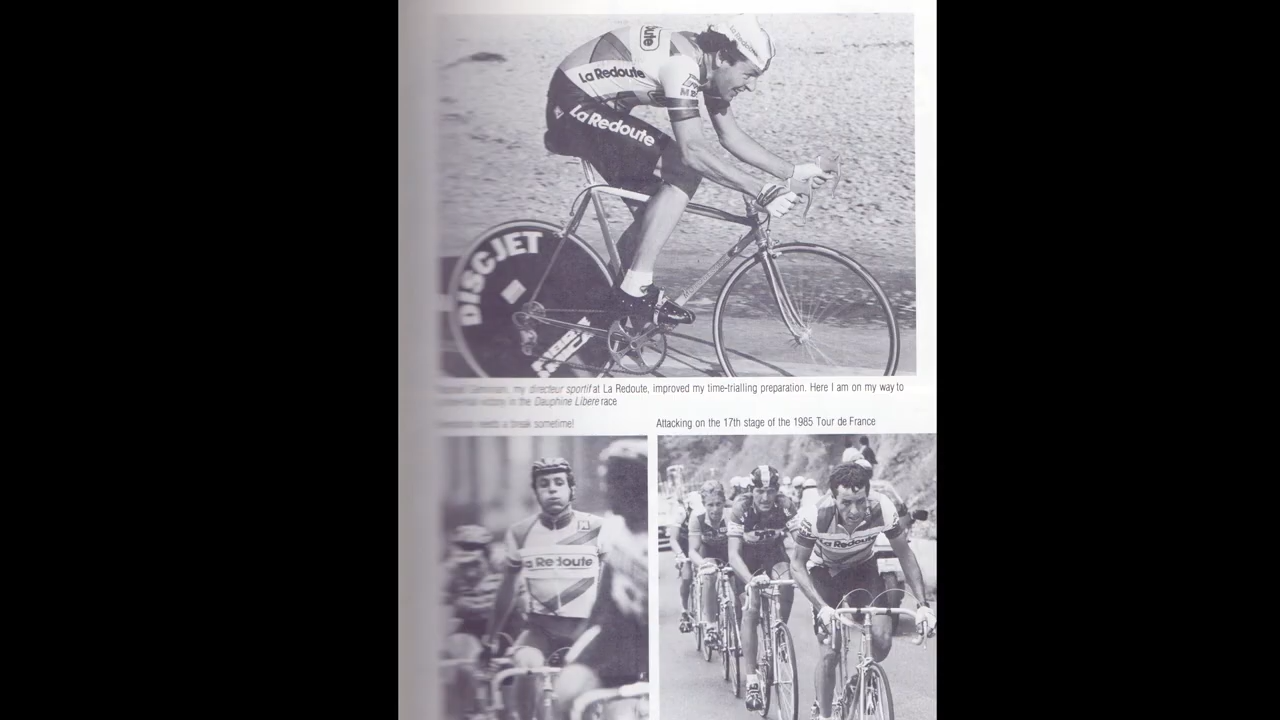 oute
La Redoute
La Redoute
La Redoute
DISCJET
my directeur sportif at La Redoute, improved my time-trialling preparation. Here I am on my way to
victory in the Dauphine Libere race
needs a break sometime!
Attacking on the 17th stage of the 1985 Tour de France
a Redoute
La Redoute